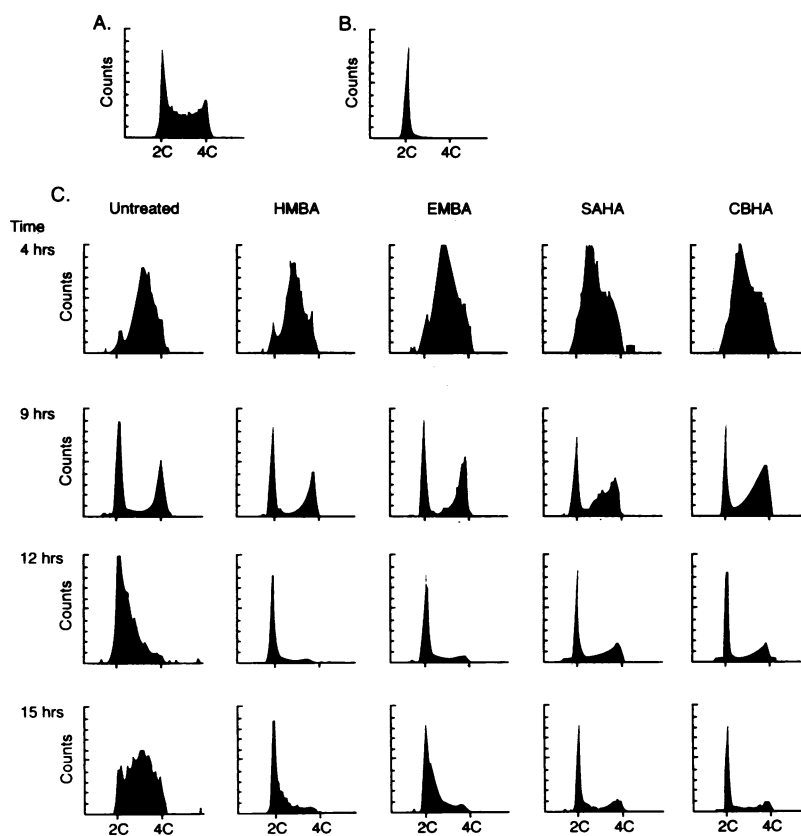 A.
B.
Counts
Counts
2C 4C
2C 4C
C.
Untreated HMBA EMBA SAHA CBHA
Time
4 hrs
Counts
9 hrs
Counts
12 hrs
Counts
15 hrs
Counts
2C 4C 2C 4C 2C 4C 2C 4C 2C 4C